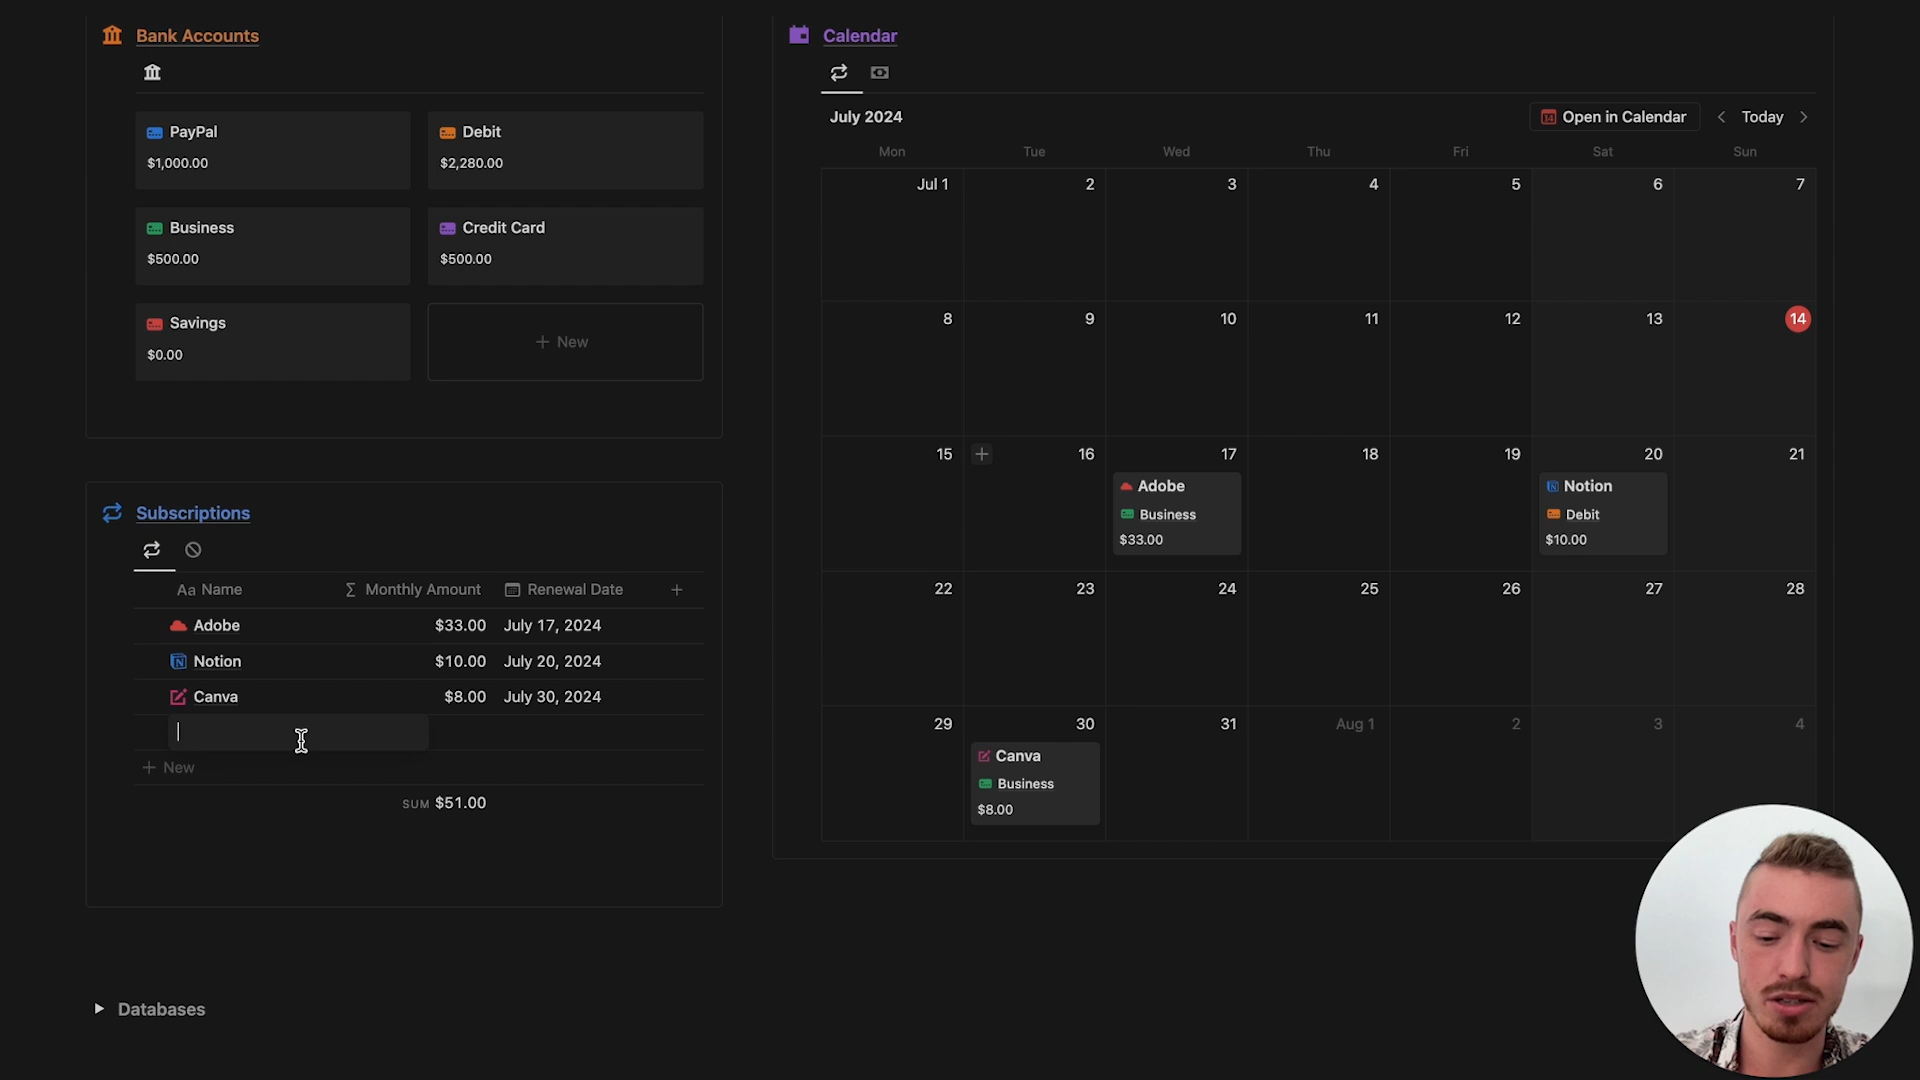 Bank Accounts
PayPal
$1,000.00
Debit
$2,280.00
Business
$500.00
Credit Card
$500.00
Savings
$0.00
+ New
Subscriptions
Aa Name Σ Monthly Amount Renewal Date +
Adobe $33.00 July 17, 2024
Notion $10.00 July 20, 2024
Canva $8.00 July 30, 2024
+ New
SUM $51.00
Databases
Calendar
July 2024
Open in Calendar < Today >
Mon Tue Wed Thu Fri Sat Sun
Jul 1 2 3 4 5 6 7
8 9 10 11 12 13 14
15 + 16 17 18 19 20 21
Adobe
Business
$33.00
Notion
Debit
$10.00
22 23 24 25 26 27 28
29 30 31 Aug 1 2 3 4
Canva
Business
$8.00